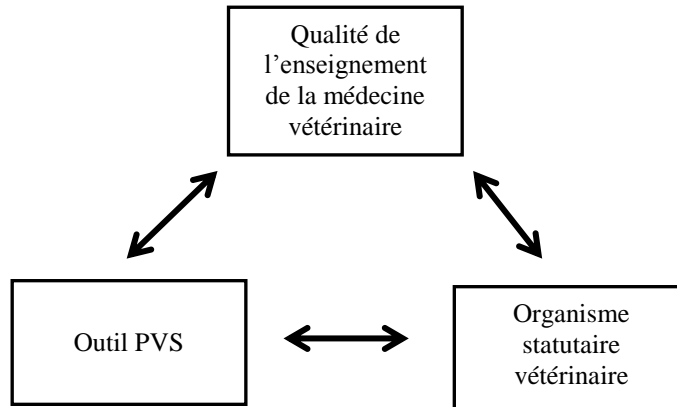 Qualité de
l’enseignement
de la médecine
vétérinaire
Outil PVS
Organisme
statutaire
vétérinaire